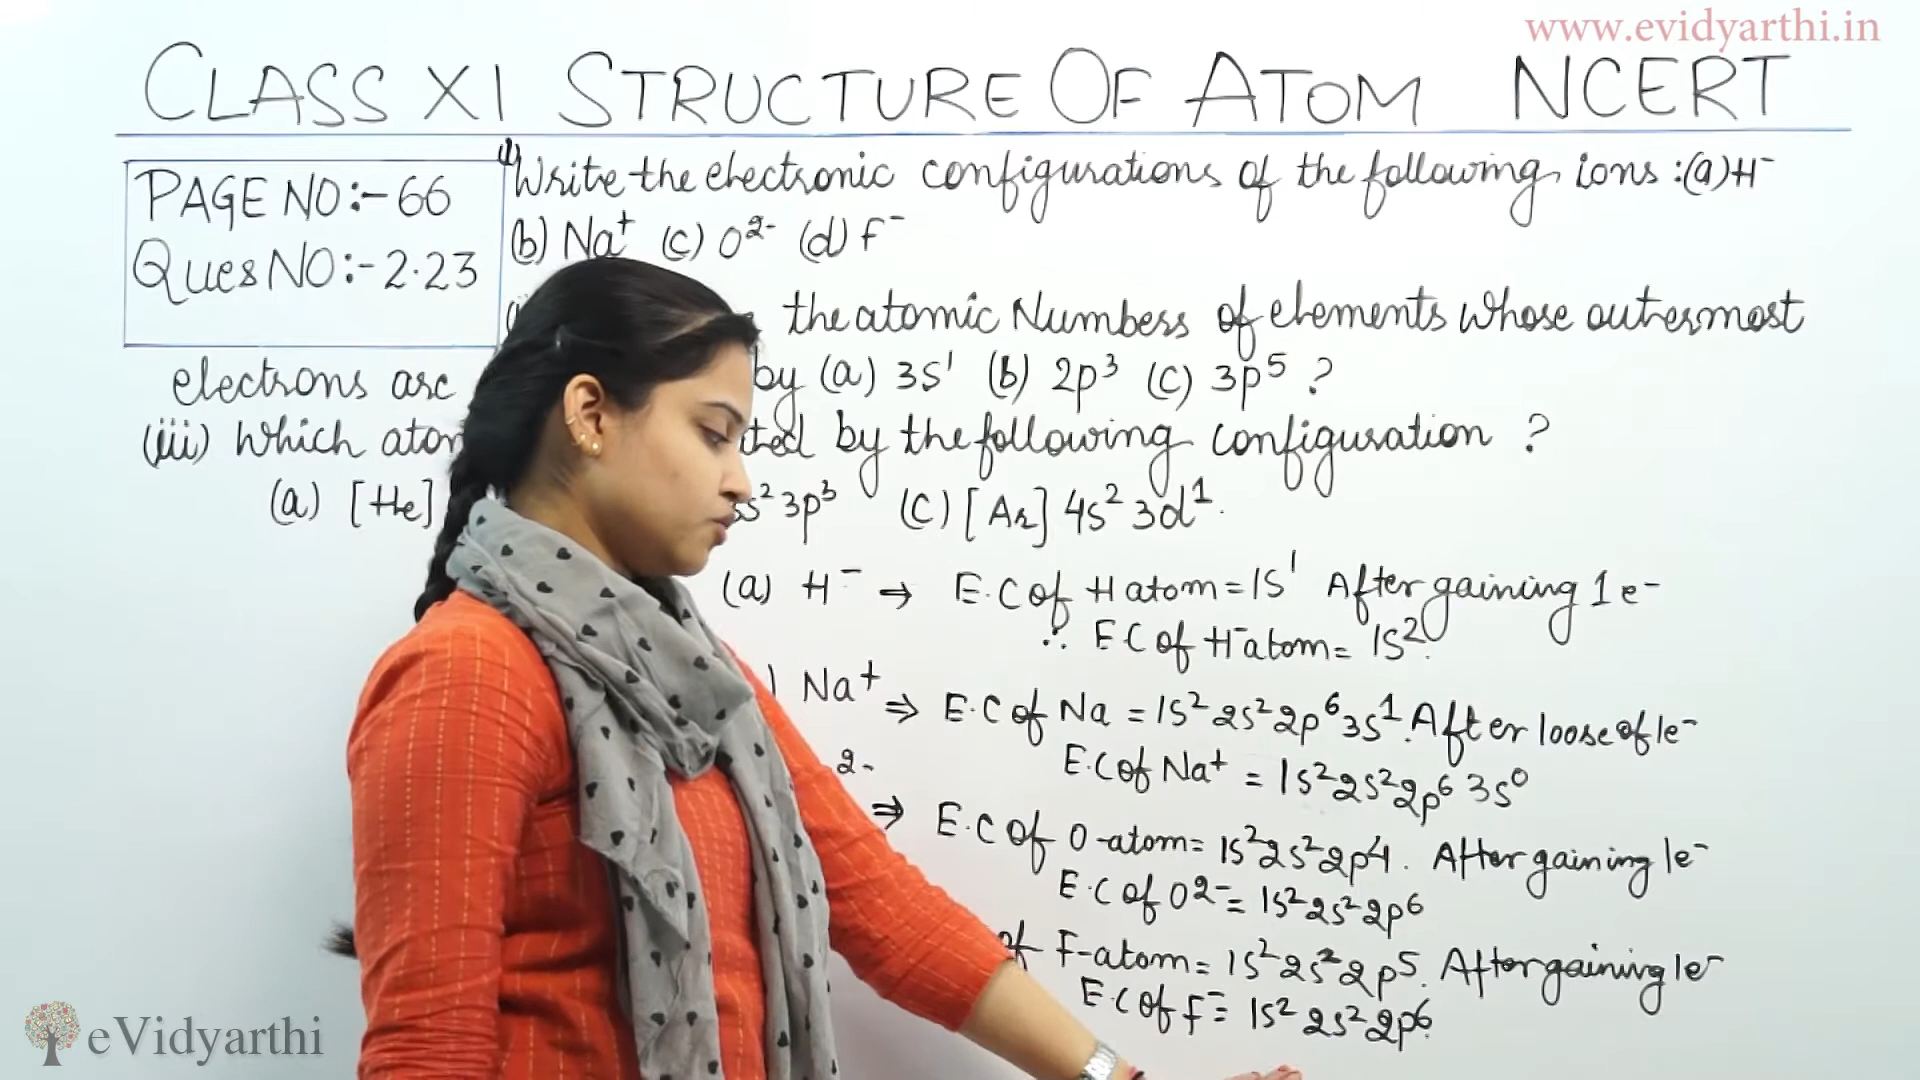 www.evidyarthi.in
CLASS XI STRUCTURE OF ATOM NCERT
PAGE NO:-66
QUES NO:-2.23
(i) Write the electronic configurations of the following ions :(a) H⁻
(b) Na⁺ (c) O²⁻ (d) F⁻
the atomic Numbers of elements whose outermost
electrons are by (a) 3s¹ (b) 2p³ (c) 3p⁵ ?
(iii) Which by the following configuration ?
(a) [He] 3p³ (c) [Ar] 4s² 3d¹.
(a) H⁻ → E.C of H atom = 1s¹ After gaining 1e⁻
∴ E C of H⁻ atom = 1s².
Na⁺ ⇒ E.C of Na = 1s² 2s² 2p⁶ 3s¹. After loose of 1e⁻
E.C of Na⁺ = 1s² 2s² 2p⁶ 3s⁰
2- ⇒ E.C of O-atom = 1s² 2s² 2p⁴. After gaining 1e⁻
E.C of O²⁻ = 1s² 2s² 2p⁶
of F-atom = 1s² 2s² 2p⁵. After gaining 1e⁻
E.C of F⁻ = 1s² 2s² 2p⁶.
eVidyarthi